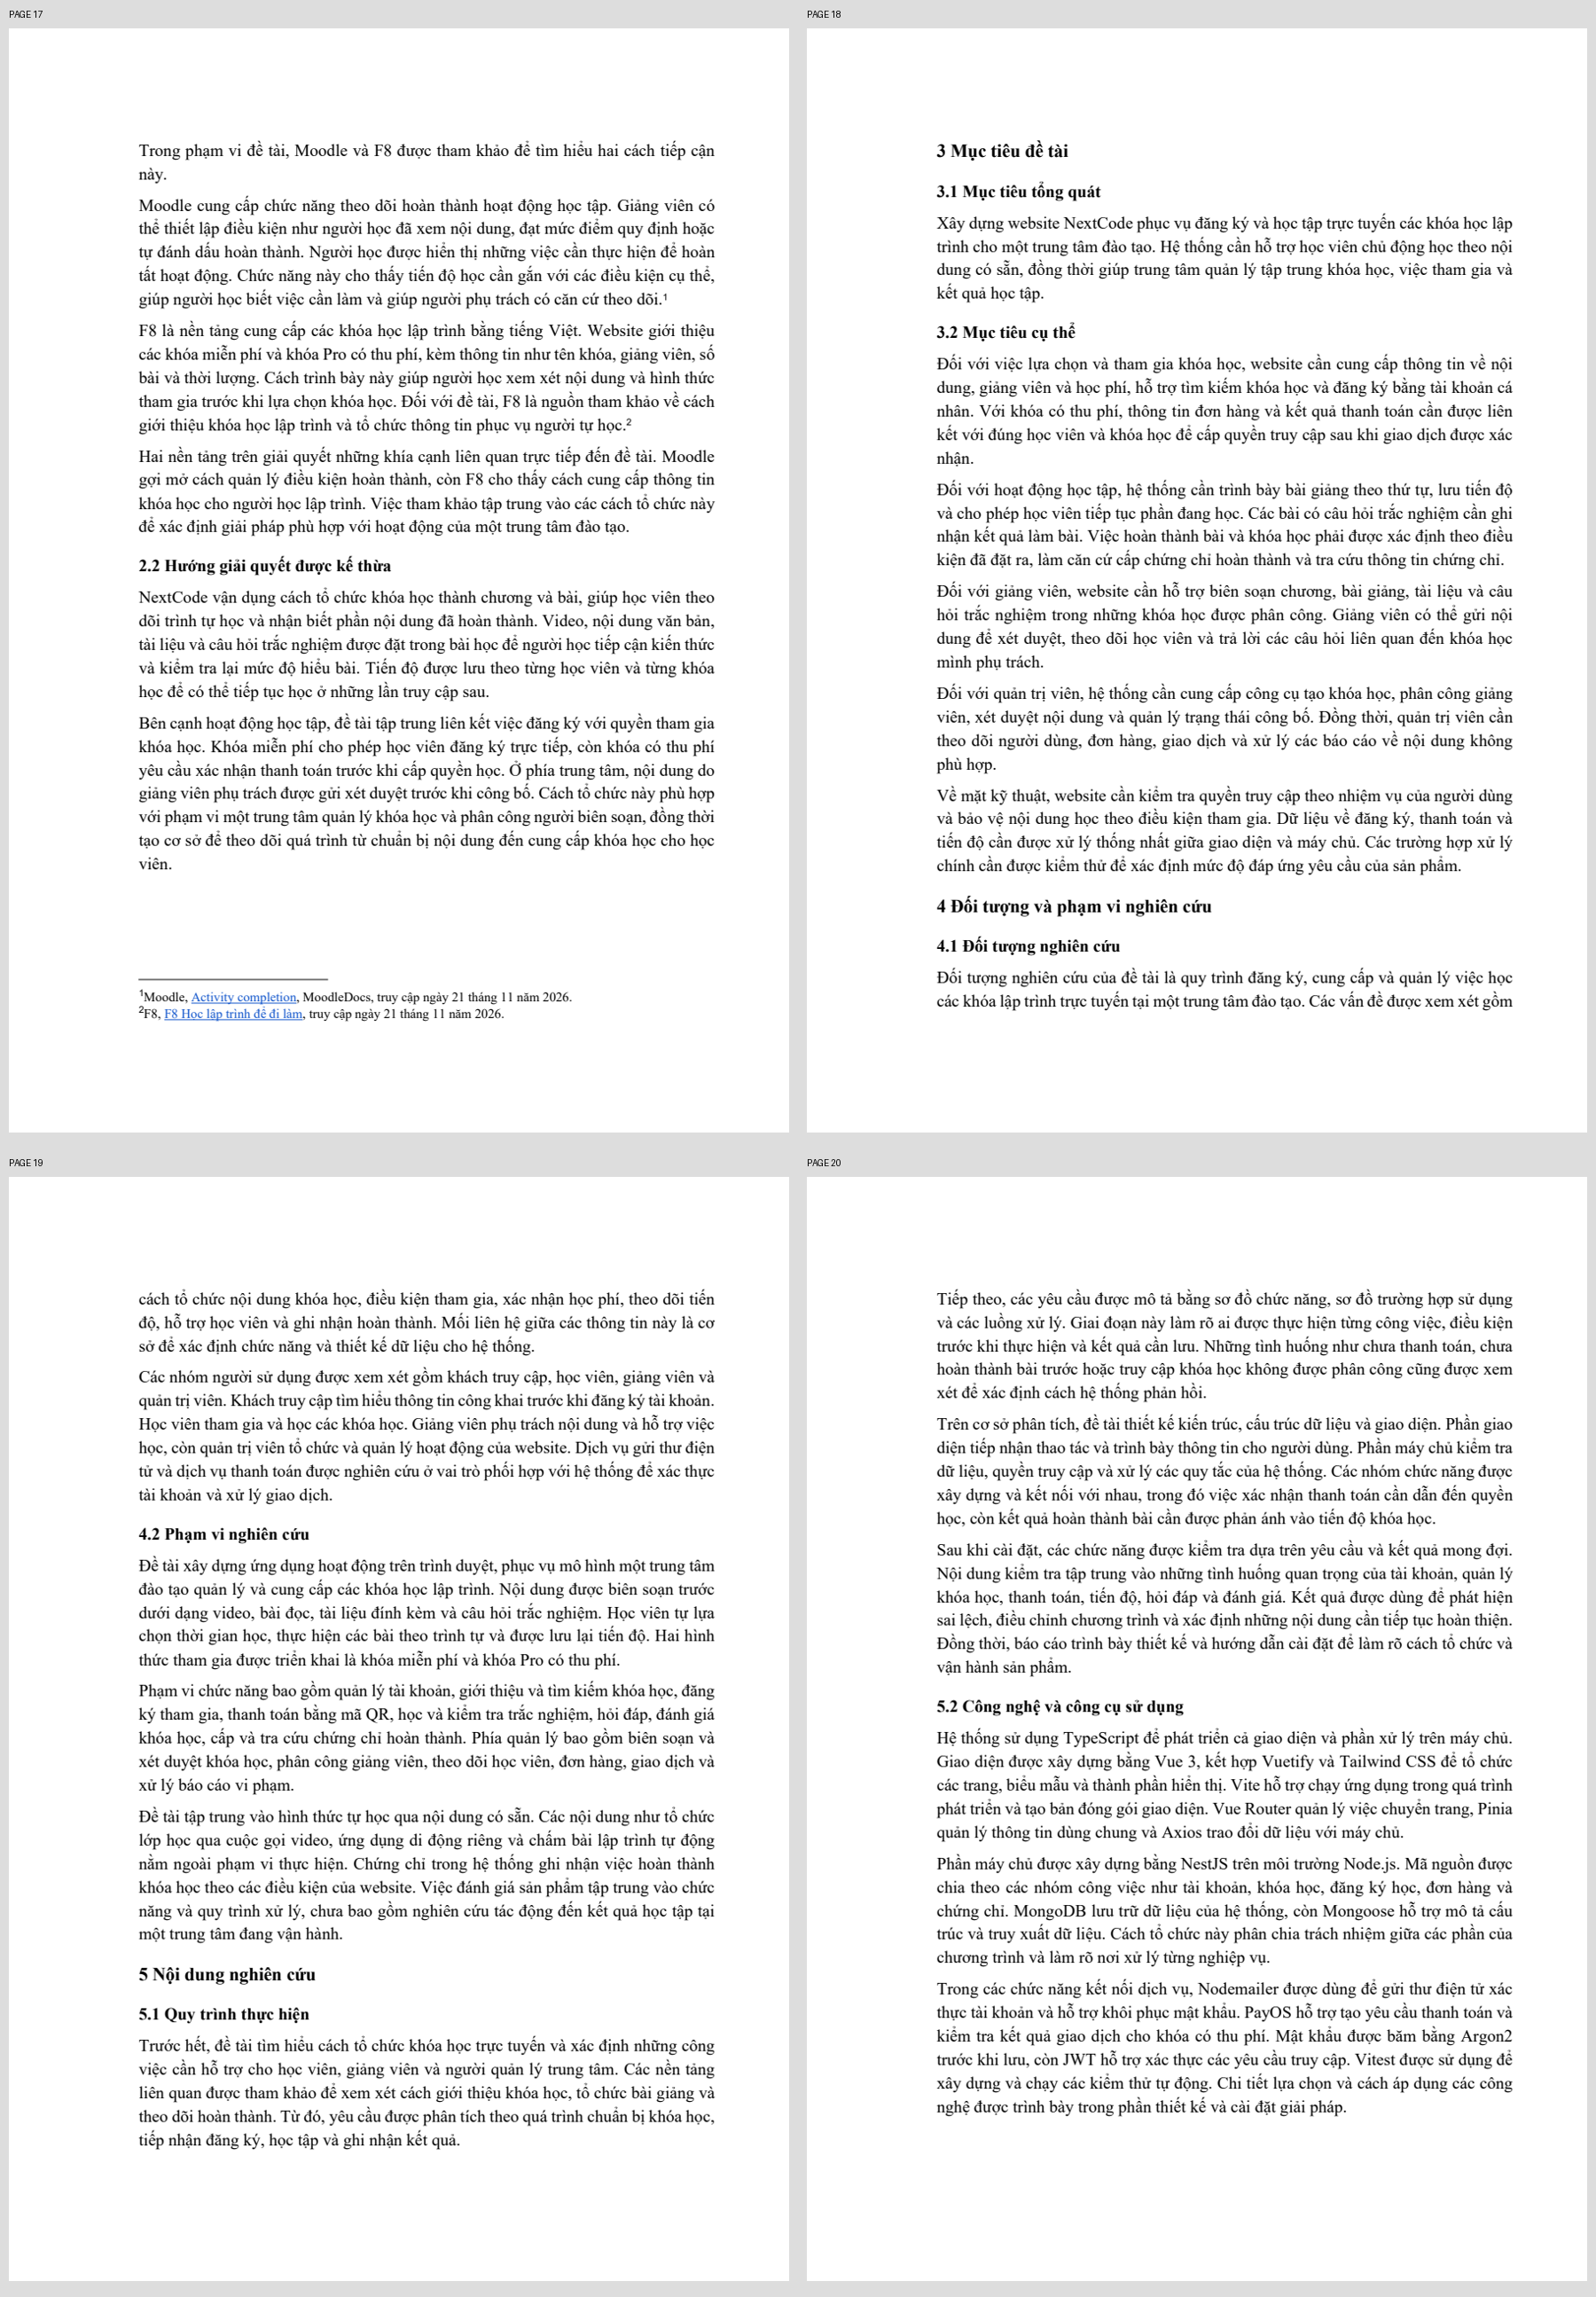 PAGE 17
Trong phạm vi đề tài, Moodle và F8 được tham khảo để tìm hiểu hai cách tiếp cận
này.
Moodle cung cấp chức năng theo dõi hoàn thành hoạt động học tập. Giảng viên có
thể thiết lập điều kiện như người học đã xem nội dung, đạt mức điểm quy định hoặc
tự đánh dấu hoàn thành. Người học được hiển thị những việc cần thực hiện để hoàn
tất hoạt động. Chức năng này cho thấy tiến độ học cần gắn với các điều kiện cụ thể,
giúp người học biết việc cần làm và giúp người phụ trách có căn cứ theo dõi.¹
F8 là nền tảng cung cấp các khóa học lập trình bằng tiếng Việt. Website giới thiệu
các khóa miễn phí và khóa Pro có thu phí, kèm thông tin như tên khóa, giảng viên, số
bài và thời lượng. Cách trình bày này giúp người học xem xét nội dung và hình thức
tham gia trước khi lựa chọn khóa học. Đối với đề tài, F8 là nguồn tham khảo về cách
giới thiệu khóa học lập trình và tổ chức thông tin phục vụ người tự học.²
Hai nền tảng trên giải quyết những khía cạnh liên quan trực tiếp đến đề tài. Moodle
gợi mở cách quản lý điều kiện hoàn thành, còn F8 cho thấy cách cung cấp thông tin
khóa học cho người học lập trình. Việc tham khảo tập trung vào các cách tổ chức này
để xác định giải pháp phù hợp với hoạt động của một trung tâm đào tạo.
2.2 Hướng giải quyết được kế thừa
NextCode vận dụng cách tổ chức khóa học thành chương và bài, giúp học viên theo
dõi trình tự học và nhận biết phần nội dung đã hoàn thành. Video, nội dung văn bản,
tài liệu và câu hỏi trắc nghiệm được đặt trong bài học để người học tiếp cận kiến thức
và kiểm tra lại mức độ hiểu bài. Tiến độ được lưu theo từng học viên và từng khóa
học để có thể tiếp tục học ở những lần truy cập sau.
Bên cạnh hoạt động học tập, đề tài tập trung liên kết việc đăng ký với quyền tham gia
khóa học. Khóa miễn phí cho phép học viên đăng ký trực tiếp, còn khóa có thu phí
yêu cầu xác nhận thanh toán trước khi cấp quyền học. Ở phía trung tâm, nội dung do
giảng viên phụ trách được gửi xét duyệt trước khi công bố. Cách tổ chức này phù hợp
với phạm vi một trung tâm quản lý khóa học và phân công người biên soạn, đồng thời
tạo cơ sở để theo dõi quá trình từ chuẩn bị nội dung đến cung cấp khóa học cho học
viên.
¹Moodle, Activity completion, MoodleDocs, truy cập ngày 21 tháng 11 năm 2026.
²F8, F8 Học lập trình để đi làm, truy cập ngày 21 tháng 11 năm 2026.
PAGE 18
3 Mục tiêu đề tài
3.1 Mục tiêu tổng quát
Xây dựng website NextCode phục vụ đăng ký và học tập trực tuyến các khóa học lập
trình cho một trung tâm đào tạo. Hệ thống cần hỗ trợ học viên chủ động học theo nội
dung có sẵn, đồng thời giúp trung tâm quản lý tập trung khóa học, việc tham gia và
kết quả học tập.
3.2 Mục tiêu cụ thể
Đối với việc lựa chọn và tham gia khóa học, website cần cung cấp thông tin về nội
dung, giảng viên và học phí, hỗ trợ tìm kiếm khóa học và đăng ký bằng tài khoản cá
nhân. Với khóa có thu phí, thông tin đơn hàng và kết quả thanh toán cần được liên
kết với đúng học viên và khóa học để cấp quyền truy cập sau khi giao dịch được xác
nhận.
Đối với hoạt động học tập, hệ thống cần trình bày bài giảng theo thứ tự, lưu tiến độ
và cho phép học viên tiếp tục phần đang học. Các bài có câu hỏi trắc nghiệm cần ghi
nhận kết quả làm bài. Việc hoàn thành bài và khóa học phải được xác định theo điều
kiện đã đặt ra, làm căn cứ cấp chứng chỉ hoàn thành và tra cứu thông tin chứng chỉ.
Đối với giảng viên, website cần hỗ trợ biên soạn chương, bài giảng, tài liệu và câu
hỏi trắc nghiệm trong những khóa học được phân công. Giảng viên có thể gửi nội
dung để xét duyệt, theo dõi học viên và trả lời các câu hỏi liên quan đến khóa học
mình phụ trách.
Đối với quản trị viên, hệ thống cần cung cấp công cụ tạo khóa học, phân công giảng
viên, xét duyệt nội dung và quản lý trạng thái công bố. Đồng thời, quản trị viên cần
theo dõi người dùng, đơn hàng, giao dịch và xử lý các báo cáo về nội dung không
phù hợp.
Về mặt kỹ thuật, website cần kiểm tra quyền truy cập theo nhiệm vụ của người dùng
và bảo vệ nội dung học theo điều kiện tham gia. Dữ liệu về đăng ký, thanh toán và
tiến độ cần được xử lý thống nhất giữa giao diện và máy chủ. Các trường hợp xử lý
chính cần được kiểm thử để xác định mức độ đáp ứng yêu cầu của sản phẩm.
4 Đối tượng và phạm vi nghiên cứu
4.1 Đối tượng nghiên cứu
Đối tượng nghiên cứu của đề tài là quy trình đăng ký, cung cấp và quản lý việc học
các khóa lập trình trực tuyến tại một trung tâm đào tạo. Các vấn đề được xem xét gồm
PAGE 19
cách tổ chức nội dung khóa học, điều kiện tham gia, xác nhận học phí, theo dõi tiến
độ, hỗ trợ học viên và ghi nhận hoàn thành. Mối liên hệ giữa các thông tin này là cơ
sở để xác định chức năng và thiết kế dữ liệu cho hệ thống.
Các nhóm người sử dụng được xem xét gồm khách truy cập, học viên, giảng viên và
quản trị viên. Khách truy cập tìm hiểu thông tin công khai trước khi đăng ký tài khoản.
Học viên tham gia và học các khóa học. Giảng viên phụ trách nội dung và hỗ trợ việc
học, còn quản trị viên tổ chức và quản lý hoạt động của website. Dịch vụ gửi thư điện
tử và dịch vụ thanh toán được nghiên cứu ở vai trò phối hợp với hệ thống để xác thực
tài khoản và xử lý giao dịch.
4.2 Phạm vi nghiên cứu
Đề tài xây dựng ứng dụng hoạt động trên trình duyệt, phục vụ mô hình một trung tâm
đào tạo quản lý và cung cấp các khóa học lập trình. Nội dung được biên soạn trước
dưới dạng video, bài đọc, tài liệu đính kèm và câu hỏi trắc nghiệm. Học viên tự lựa
chọn thời gian học, thực hiện các bài theo trình tự và được lưu lại tiến độ. Hai hình
thức tham gia được triển khai là khóa miễn phí và khóa Pro có thu phí.
Phạm vi chức năng bao gồm quản lý tài khoản, giới thiệu và tìm kiếm khóa học, đăng
ký tham gia, thanh toán bằng mã QR, học và kiểm tra trắc nghiệm, hỏi đáp, đánh giá
khóa học, cấp và tra cứu chứng chỉ hoàn thành. Phía quản lý bao gồm biên soạn và
xét duyệt khóa học, phân công giảng viên, theo dõi học viên, đơn hàng, giao dịch và
xử lý báo cáo vi phạm.
Đề tài tập trung vào hình thức tự học qua nội dung có sẵn. Các nội dung như tổ chức
lớp học qua cuộc gọi video, ứng dụng di động riêng và chấm bài lập trình tự động
nằm ngoài phạm vi thực hiện. Chứng chỉ trong hệ thống ghi nhận việc hoàn thành
khóa học theo các điều kiện của website. Việc đánh giá sản phẩm tập trung vào chức
năng và quy trình xử lý, chưa bao gồm nghiên cứu tác động đến kết quả học tập tại
một trung tâm đang vận hành.
5 Nội dung nghiên cứu
5.1 Quy trình thực hiện
Trước hết, đề tài tìm hiểu cách tổ chức khóa học trực tuyến và xác định những công
việc cần hỗ trợ cho học viên, giảng viên và người quản lý trung tâm. Các nền tảng
liên quan được tham khảo để xem xét cách giới thiệu khóa học, tổ chức bài giảng và
theo dõi hoàn thành. Từ đó, yêu cầu được phân tích theo quá trình chuẩn bị khóa học,
tiếp nhận đăng ký, học tập và ghi nhận kết quả.
PAGE 20
Tiếp theo, các yêu cầu được mô tả bằng sơ đồ chức năng, sơ đồ trường hợp sử dụng
và các luồng xử lý. Giai đoạn này làm rõ ai được thực hiện từng công việc, điều kiện
trước khi thực hiện và kết quả cần lưu. Những tình huống như chưa thanh toán, chưa
hoàn thành bài trước hoặc truy cập khóa học không được phân công cũng được xem
xét để xác định cách hệ thống phản hồi.
Trên cơ sở phân tích, đề tài thiết kế kiến trúc, cấu trúc dữ liệu và giao diện. Phần giao
diện tiếp nhận thao tác và trình bày thông tin cho người dùng. Phần máy chủ kiểm tra
dữ liệu, quyền truy cập và xử lý các quy tắc của hệ thống. Các nhóm chức năng được
xây dựng và kết nối với nhau, trong đó việc xác nhận thanh toán cần dẫn đến quyền
học, còn kết quả hoàn thành bài cần được phản ánh vào tiến độ khóa học.
Sau khi cài đặt, các chức năng được kiểm tra dựa trên yêu cầu và kết quả mong đợi.
Nội dung kiểm tra tập trung vào những tình huống quan trọng của tài khoản, quản lý
khóa học, thanh toán, tiến độ, hỏi đáp và đánh giá. Kết quả được dùng để phát hiện
sai lệch, điều chỉnh chương trình và xác định những nội dung cần tiếp tục hoàn thiện.
Đồng thời, báo cáo trình bày thiết kế và hướng dẫn cài đặt để làm rõ cách tổ chức và
vận hành sản phẩm.
5.2 Công nghệ và công cụ sử dụng
Hệ thống sử dụng TypeScript để phát triển cả giao diện và phần xử lý trên máy chủ.
Giao diện được xây dựng bằng Vue 3, kết hợp Vuetify và Tailwind CSS để tổ chức
các trang, biểu mẫu và thành phần hiển thị. Vite hỗ trợ chạy ứng dụng trong quá trình
phát triển và tạo bản đóng gói giao diện. Vue Router quản lý việc chuyển trang, Pinia
quản lý thông tin dùng chung và Axios trao đổi dữ liệu với máy chủ.
Phần máy chủ được xây dựng bằng NestJS trên môi trường Node.js. Mã nguồn được
chia theo các nhóm công việc như tài khoản, khóa học, đăng ký học, đơn hàng và
chứng chỉ. MongoDB lưu trữ dữ liệu của hệ thống, còn Mongoose hỗ trợ mô tả cấu
trúc và truy xuất dữ liệu. Cách tổ chức này phân chia trách nhiệm giữa các phần của
chương trình và làm rõ nơi xử lý từng nghiệp vụ.
Trong các chức năng kết nối dịch vụ, Nodemailer được dùng để gửi thư điện tử xác
thực tài khoản và hỗ trợ khôi phục mật khẩu. PayOS hỗ trợ tạo yêu cầu thanh toán và
kiểm tra kết quả giao dịch cho khóa có thu phí. Mật khẩu được băm bằng Argon2
trước khi lưu, còn JWT hỗ trợ xác thực các yêu cầu truy cập. Vitest được sử dụng để
xây dựng và chạy các kiểm thử tự động. Chi tiết lựa chọn và cách áp dụng các công
nghệ được trình bày trong phần thiết kế và cài đặt giải pháp.